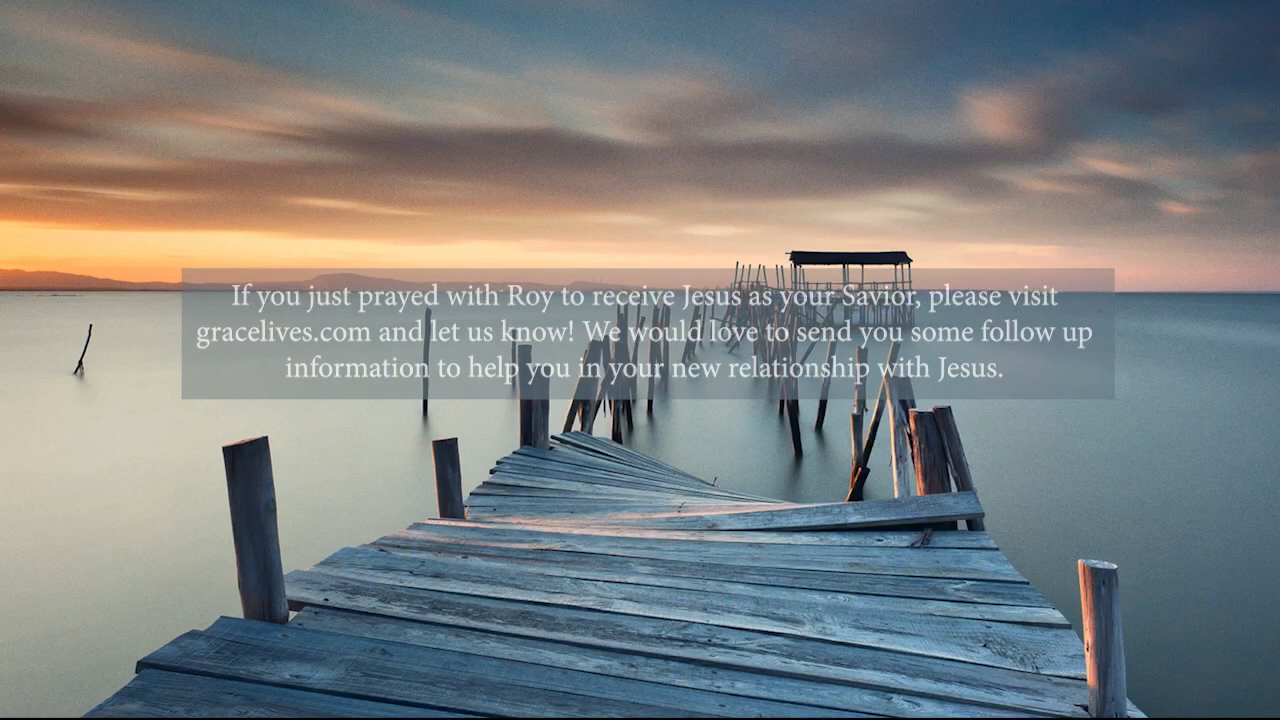 If you just prayed with Roy to receive Jesus as your Savior, please visit
gracelives.com and let us know! We would love to send you some follow up
information to help you in your new relationship with Jesus.